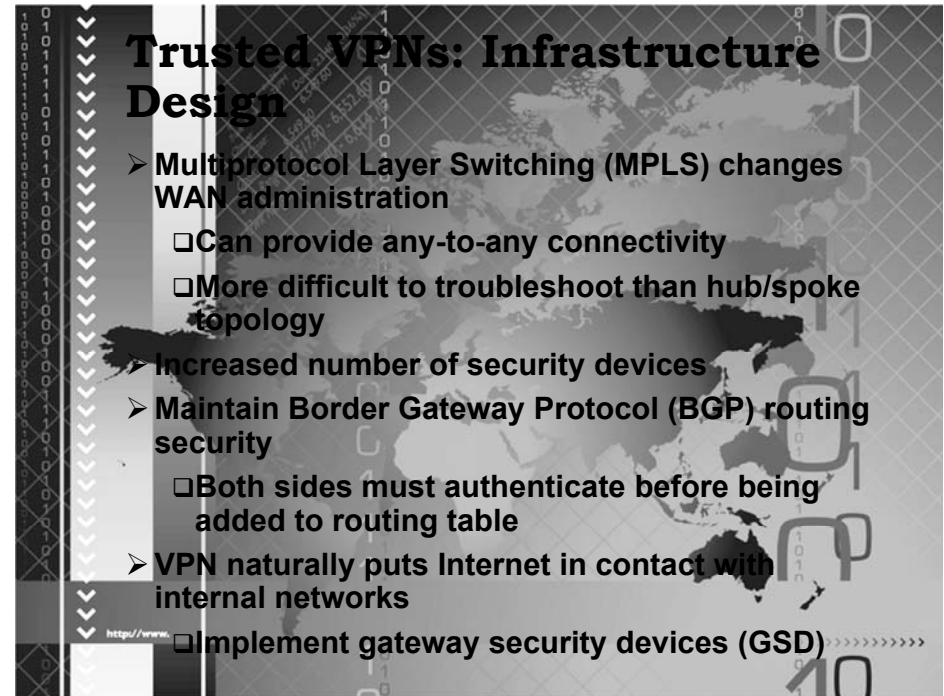 Trusted VPNs: Infrastructure
Design
➢ Multiprotocol Layer Switching (MPLS) changes
WAN administration
❑Can provide any-to-any connectivity
❑More difficult to troubleshoot than hub/spoke
topology
➢ Increased number of security devices
➢ Maintain Border Gateway Protocol (BGP) routing
security
❑Both sides must authenticate before being
added to routing table
➢ VPN naturally puts Internet in contact with
internal networks
http://www.
❑Implement gateway security devices (GSD)